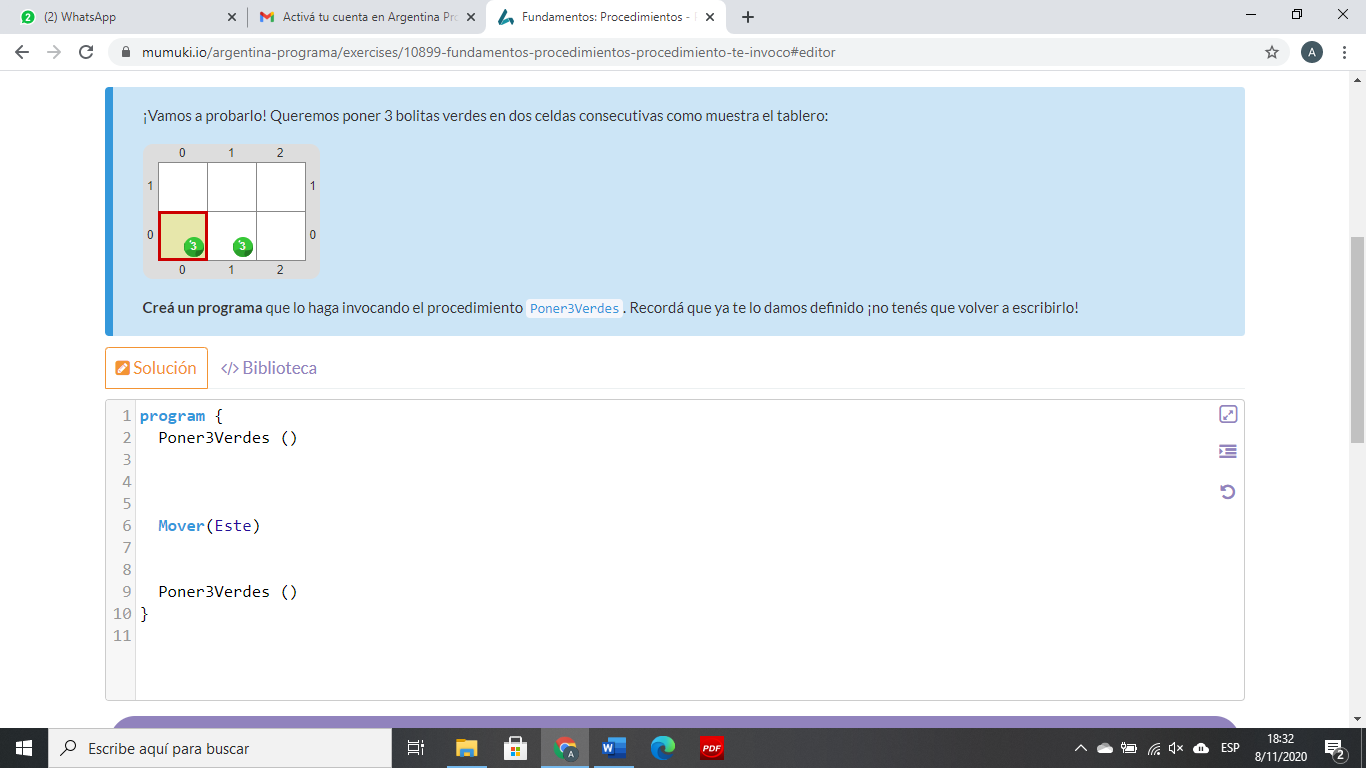 (2) WhatsApp
Activá tu cuenta en Argentina Pro
Fundamentos: Procedimientos -
mumuki.io/argentina-programa/exercises/10899-fundamentos-procedimientos-procedimiento-te-invoco#editor
A
¡Vamos a probarlo! Queremos poner 3 bolitas verdes en dos celdas consecutivas como muestra el tablero:
0 1 2
1 1
0 3 3 0
0 1 2
Creá un programa que lo haga invocando el procedimiento Poner3Verdes. Recordá que ya te lo damos definido ¡no tenés que volver a escribirlo!
Solución </> Biblioteca
1 program {
2 Poner3Verdes ()
3
4
5
6 Mover(Este)
7
8
9 Poner3Verdes ()
10 }
11
Escribe aquí para buscar
A
W
PDF
ESP
18:32
8/11/2020
2